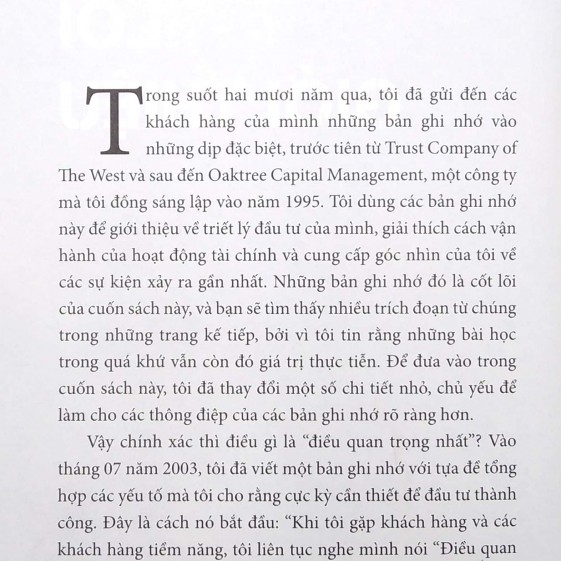 Trong suốt hai mươi năm qua, tôi đã gửi đến các
khách hàng của mình những bản ghi nhớ vào
những dịp đặc biệt, trước tiên từ Trust Company of
The West và sau đến Oaktree Capital Management, một công ty
mà tôi đồng sáng lập vào năm 1995. Tôi dùng các bản ghi nhớ
này để giới thiệu về triết lý đầu tư của mình, giải thích cách vận
hành của hoạt động tài chính và cung cấp góc nhìn của tôi về
các sự kiện xảy ra gần nhất. Những bản ghi nhớ đó là cốt lõi
của cuốn sách này, và bạn sẽ tìm thấy nhiều trích đoạn từ chúng
trong những trang kế tiếp, bởi vì tôi tin rằng những bài học
trong quá khứ vẫn còn đó giá trị thực tiễn. Để đưa vào trong
cuốn sách này, tôi đã thay đổi một số chi tiết nhỏ, chủ yếu để
làm cho các thông điệp của các bản ghi nhớ rõ ràng hơn.
Vậy chính xác thì điều gì là “điều quan trọng nhất”? Vào
tháng 07 năm 2003, tôi đã viết một bản ghi nhớ với tựa đề tổng
hợp các yếu tố mà tôi cho rằng cực kỳ cần thiết để đầu tư thành
công. Đây là cách nó bắt đầu: “Khi tôi gặp khách hàng và các
khách hàng tiềm năng, tôi liên tục nghe mình nói “Điều quan